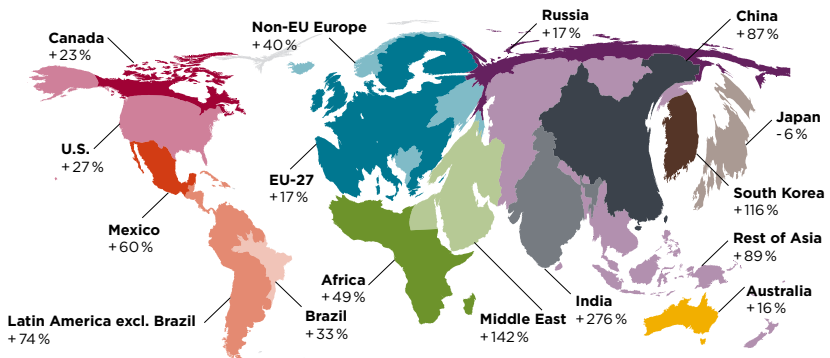 Canada
+23%
Non-EU Europe
+40%
Russia
+17%
China
+87%
U.S.
+27%
EU-27
+17%
Japan
-6%
South Korea
+116%
Mexico
+60%
Rest of Asia
+89%
Africa
+49%
Australia
+16%
Latin America excl. Brazil
+74%
Brazil
+33%
Middle East
+142%
India
+276%